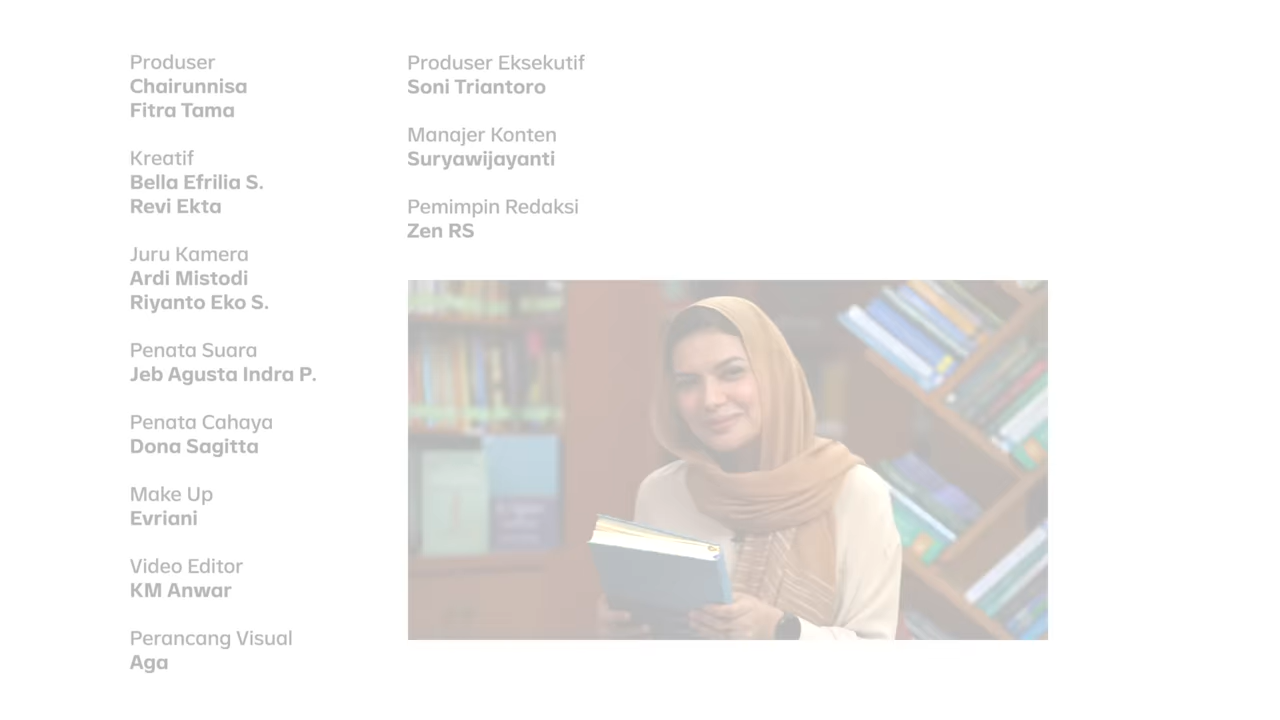 Produser
Chairunnisa
Fitra Tama
Kreatif
Bella Efrilia S.
Revi Ekta
Juru Kamera
Ardi Mistodi
Riyanto Eko S.
Penata Suara
Jeb Agusta Indra P.
Penata Cahaya
Dona Sagitta
Make Up
Evriani
Video Editor
KM Anwar
Perancang Visual
Aga
Produser Eksekutif
Soni Triantoro
Manajer Konten
Suryawijayanti
Pemimpin Redaksi
Zen RS